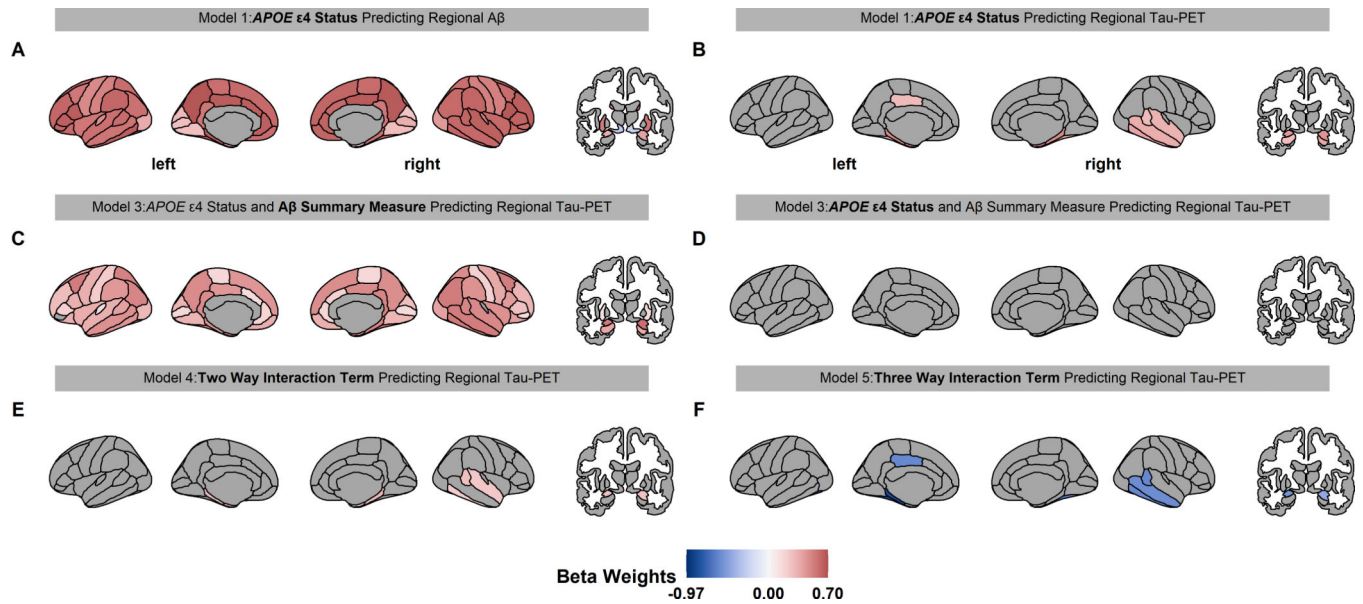 Model 1:APOE ε4 Status Predicting Regional Aβ
Model 1:APOE ε4 Status Predicting Regional Tau-PET
A
B
left
right
left
right
Model 3:APOE ε4 Status and Aβ Summary Measure Predicting Regional Tau-PET
Model 3:APOE ε4 Status and Aβ Summary Measure Predicting Regional Tau-PET
C
D
Model 4:Two Way Interaction Term Predicting Regional Tau-PET
Model 5:Three Way Interaction Term Predicting Regional Tau-PET
E
F
Beta Weights
-0.97 0.00 0.70